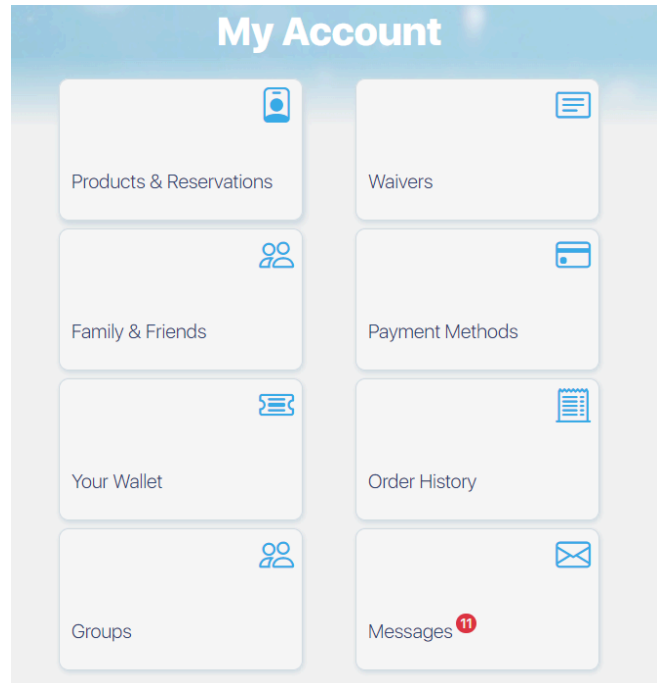 My Account
Products & Reservations
Waivers
Family & Friends
Payment Methods
Your Wallet
Order History
Groups
Messages 11